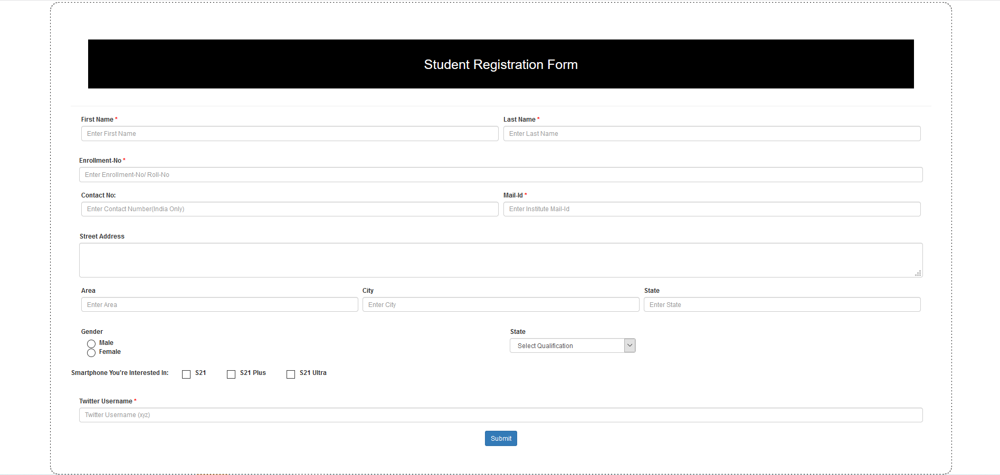 Student Registration Form
First Name * Last Name *
Enter First Name Enter Last Name
Enrollment-No *
Enter Enrollment-No/ Roll-No
Contact No: Mail-Id *
Enter Contact Number(India Only) Enter Institute Mail-Id
Street Address
Area City State
Enter Area Enter City Enter State
Gender State
Male
Select Qualification
Female
Smartphone You're Interested In: S21 S21 Plus S21 Ultra
Twitter Username *
Twitter Username (xyz)
Submit